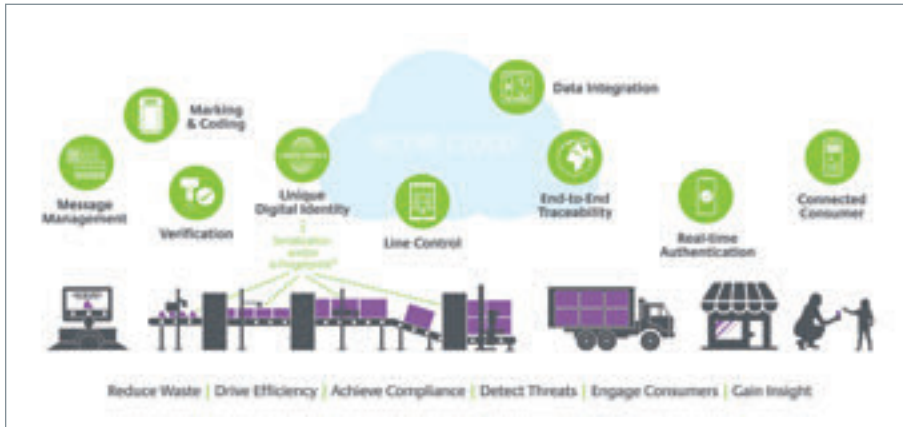 Data Integration
Marking
& Coding
Message
Management
Verification
Unique
Digital Identity
Line Control
End-to-End
Traceability
Real-time
Authentication
Connected
Consumer
Serialization
Reduce Waste | Drive Efficiency | Achieve Compliance | Detect Threats | Engage Consumers | Gain Insight